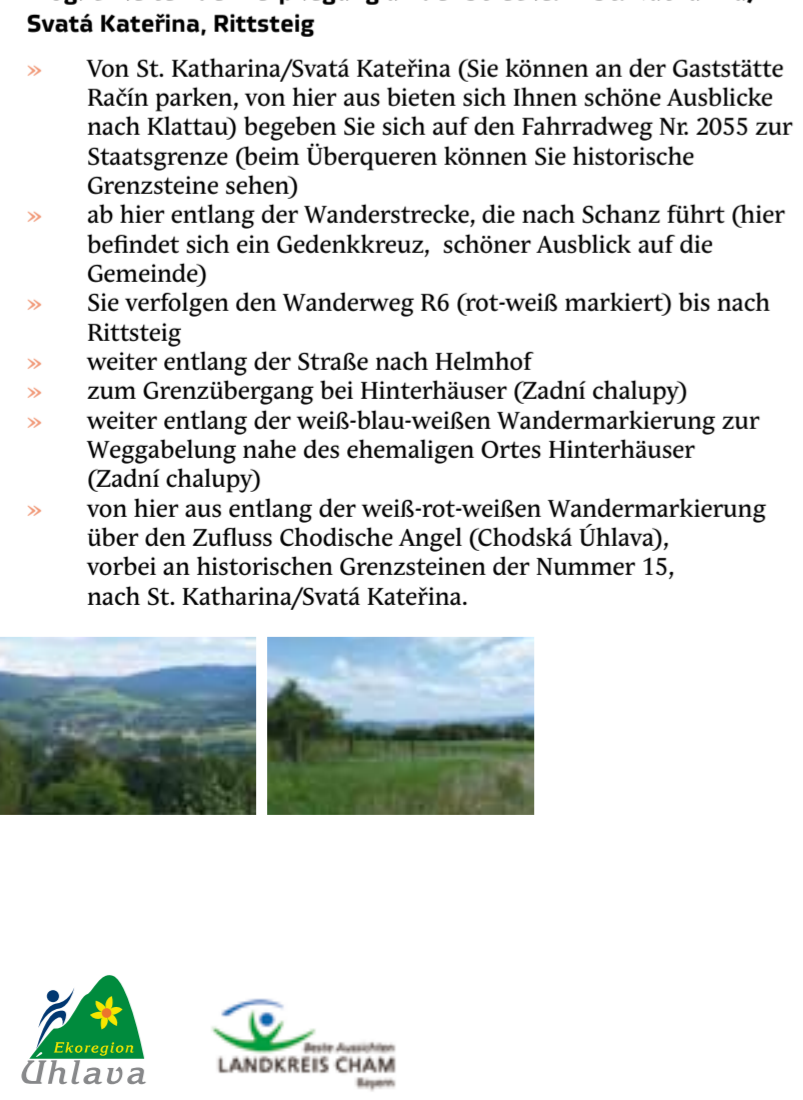 Svatá Kateřina, Rittsteig
» Von St. Katharina/Svatá Kateřina (Sie können an der Gaststätte
Račín parken, von hier aus bieten sich Ihnen schöne Ausblicke
nach Klattau) begeben Sie sich auf den Fahrradweg Nr. 2055 zur
Staatsgrenze (beim Überqueren können Sie historische
Grenzsteine sehen)
» ab hier entlang der Wanderstrecke, die nach Schanz führt (hier
befindet sich ein Gedenkkreuz, schöner Ausblick auf die
Gemeinde)
» Sie verfolgen den Wanderweg R6 (rot-weiß markiert) bis nach
Rittsteig
» weiter entlang der Straße nach Helmhof
» zum Grenzübergang bei Hinterhäuser (Zadní chalupy)
» weiter entlang der weiß-blau-weißen Wandermarkierung zur
Weggabelung nahe des ehemaligen Ortes Hinterhäuser
(Zadní chalupy)
» von hier aus entlang der weiß-rot-weißen Wandermarkierung
über den Zufluss Chodische Angel (Chodská Úhlava),
vorbei an historischen Grenzsteinen der Nummer 15,
nach St. Katharina/Svatá Kateřina.
Ekoregion
Úhlava
Beste Aussichten
LANDKREIS CHAM
Bayern